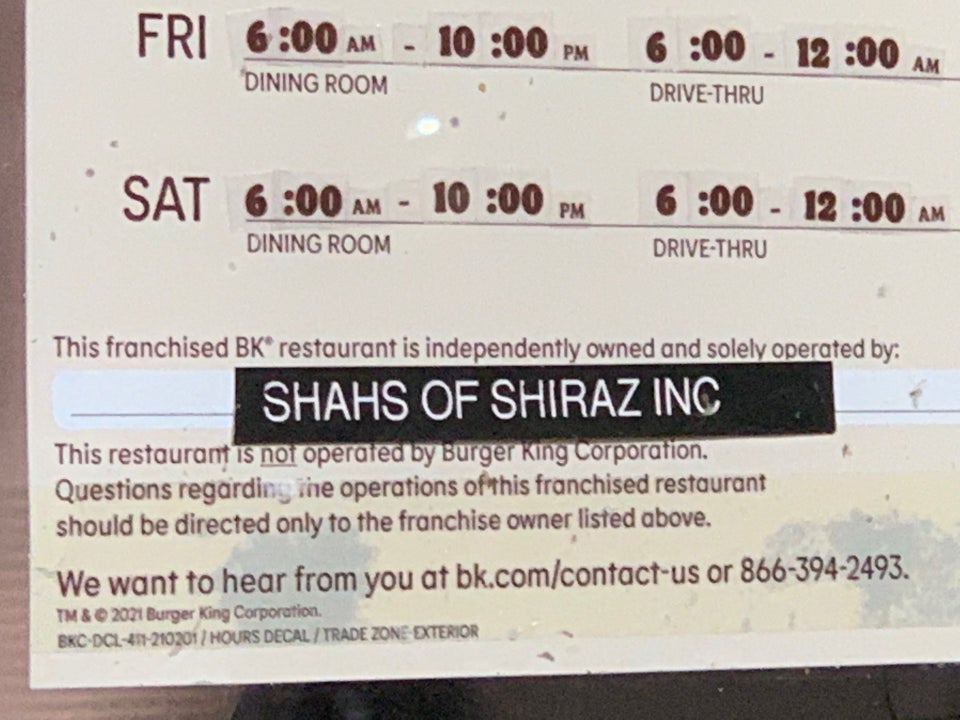 FRI 6:00 AM - 10:00 PM 6:00 - 12:00 AM
DINING ROOM DRIVE-THRU
SAT 6:00 AM - 10:00 PM 6:00 - 12:00 AM
DINING ROOM DRIVE-THRU
This franchised BK® restaurant is independently owned and solely operated by:
SHAHS OF SHIRAZ INC
This restaurant is not operated by Burger King Corporation.
Questions regarding the operations of this franchised restaurant
should be directed only to the franchise owner listed above.
We want to hear from you at bk.com/contact-us or 866-394-2493.
TM & © 2021 Burger King Corporation.
BKC-DCL-411-210201 / HOURS DECAL / TRADE ZONE-EXTERIOR